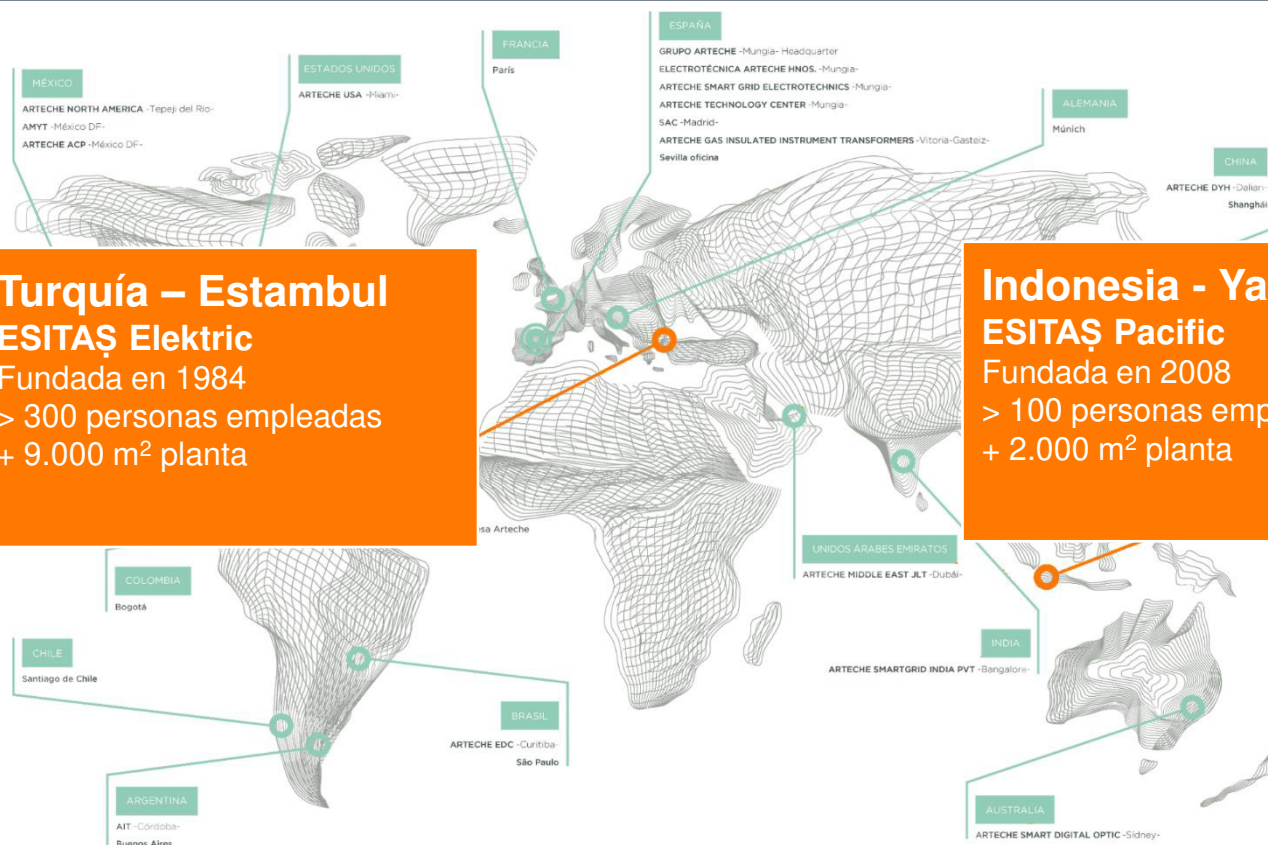 MÉXICO
ARTECHE NORTH AMERICA -Tepeji del Río-
AMYT -México DF-
ARTECHE ACP -México DF-
ESTADOS UNIDOS
ARTECHE USA -Miami-
FRANCIA
París
ESPAÑA
GRUPO ARTECHE -Mungia- Headquarter
ELECTROTÉCNICA ARTECHE HNOS. -Mungia-
ARTECHE SMART GRID ELECTROTECHNICS -Mungia-
ARTECHE TECHNOLOGY CENTER -Mungia-
SAC -Madrid-
ARTECHE GAS INSULATED INSTRUMENT TRANSFORMERS -Vitoria-Gasteiz-
Sevilla oficina
ALEMANIA
Múnich
CHINA
ARTECHE DYH -Dalian-
Shanghái
Turquía – Estambul
ESITAŞ Elektric
Fundada en 1984
> 300 personas empleadas
+ 9.000 m² planta
Indonesia - Ya
ESITAŞ Pacific
Fundada en 2008
> 100 personas emp
+ 2.000 m² planta
sa Arteche
UNIDOS ÁRABES EMIRATOS
ARTECHE MIDDLE EAST JLT -Dubái-
COLOMBIA
Bogotá
CHILE
Santiago de Chile
INDIA
ARTECHE SMARTGRID INDIA PVT -Bangalore-
BRASIL
ARTECHE EDC -Curitiba-
São Paulo
ARGENTINA
AIT -Córdoba-
Buenos Aires
AUSTRALIA
ARTECHE SMART DIGITAL OPTIC -Sídney-